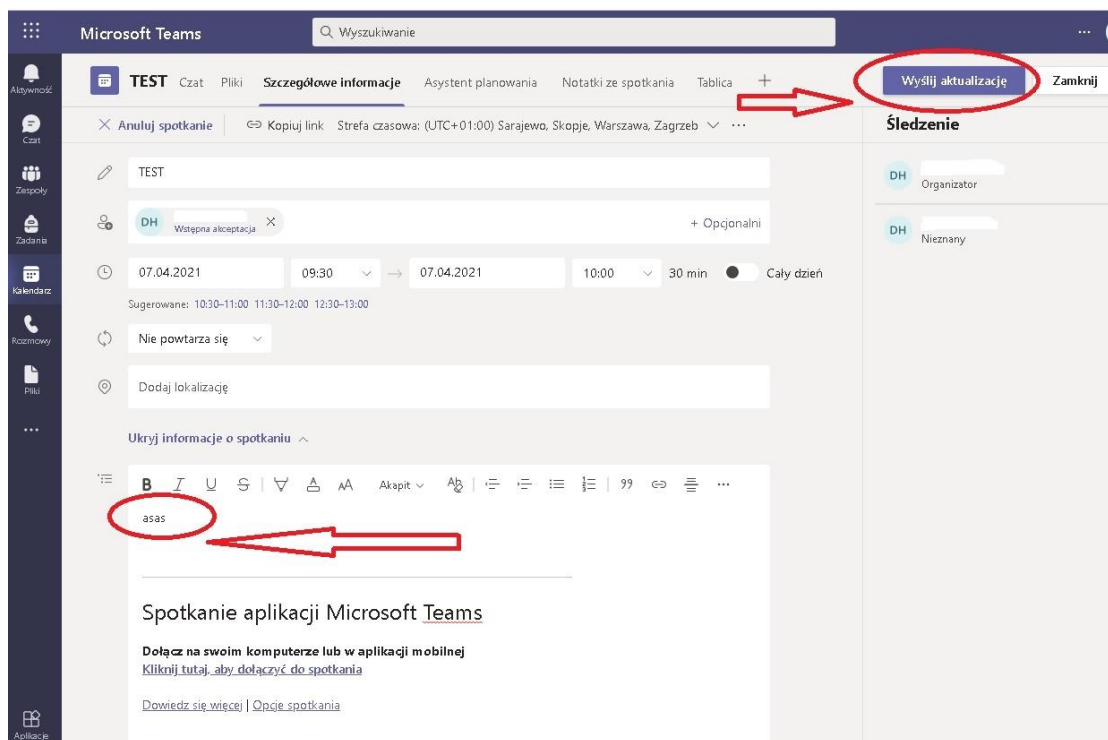 Microsoft Teams
Wyszukiwanie
...
Aktywność
Czat
Zespoły
Zadania
Kalendarz
Rozmowy
Pliki
...
Aplikacje
TEST Czat Pliki Szczegółowe informacje Asystent planowania Notatki ze spotkania Tablica +
Wyślij aktualizację Zamknij
× Anuluj spotkanie Kopiuj link Strefa czasowa: (UTC+01:00) Sarajewo, Skopje, Warszawa, Zagrzeb ...
TEST
DH Wstępna akceptacja × + Opcjonalni
07.04.2021 09:30 → 07.04.2021 10:00 30 min Cały dzień
Sugerowane: 10:30–11:00 11:30–12:00 12:30–13:00
Nie powtarza się
Dodaj lokalizację
Ukryj informacje o spotkaniu
B I U S A AA Akapit Ab 99 ...
asas
Spotkanie aplikacji Microsoft Teams
Dołącz na swoim komputerze lub w aplikacji mobilnej
Kliknij tutaj, aby dołączyć do spotkania
Dowiedz się więcej | Opcje spotkania
Śledzenie
DH Organizator
DH Nieznany